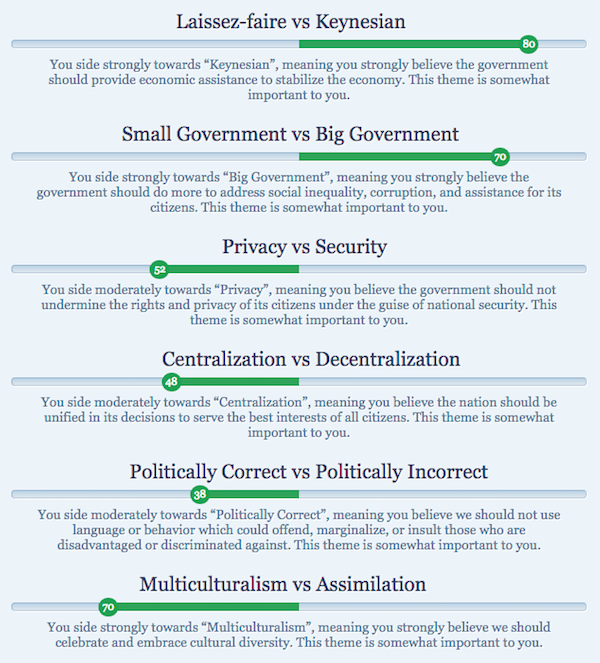 Laissez-faire vs Keynesian
80
You side strongly towards “Keynesian”, meaning you strongly believe the government
should provide economic assistance to stabilize the economy. This theme is somewhat
important to you.
Small Government vs Big Government
70
You side strongly towards “Big Government”, meaning you strongly believe the
government should do more to address social inequality, corruption, and assistance for its
citizens. This theme is somewhat important to you.
Privacy vs Security
52
You side moderately towards “Privacy”, meaning you believe the government should not
undermine the rights and privacy of its citizens under the guise of national security. This
theme is somewhat important to you.
Centralization vs Decentralization
48
You side moderately towards “Centralization”, meaning you believe the nation should be
unified in its decisions to serve the best interests of all citizens. This theme is somewhat
important to you.
Politically Correct vs Politically Incorrect
38
You side moderately towards “Politically Correct”, meaning you believe we should not use
language or behavior which could offend, marginalize, or insult those who are
disadvantaged or discriminated against. This theme is somewhat important to you.
Multiculturalism vs Assimilation
70
You side strongly towards “Multiculturalism”, meaning you strongly believe we should
celebrate and embrace cultural diversity. This theme is somewhat important to you.